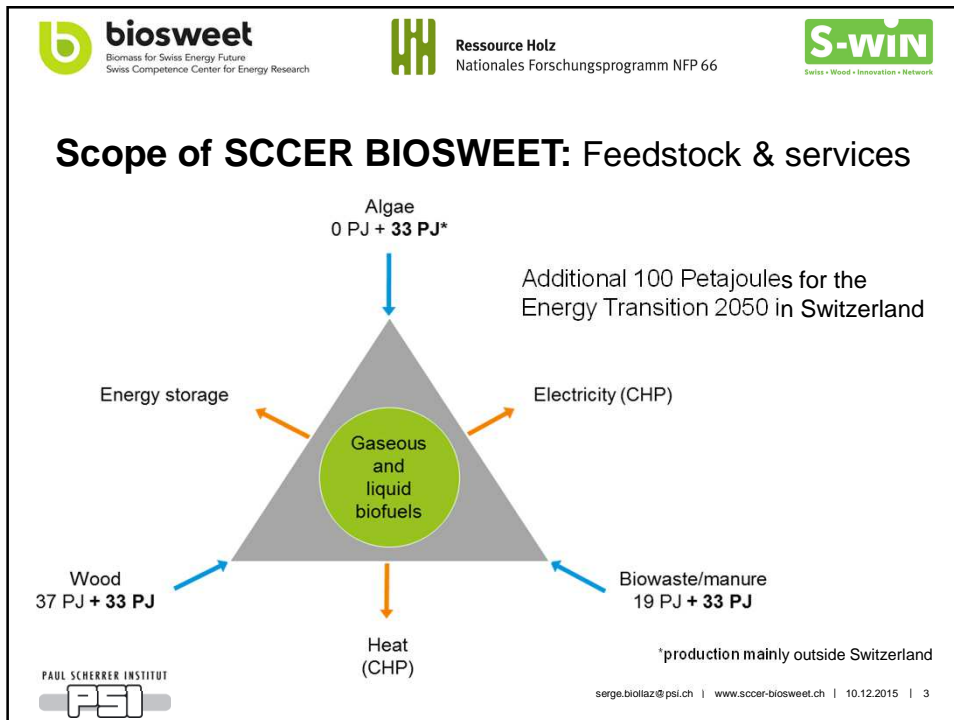 biosweet
Biomass for Swiss Energy Future
Swiss Competence Center for Energy Research
Ressource Holz
Nationales Forschungsprogramm NFP 66
S-WiN
Swiss • Wood • Innovation • Network
Scope of SCCER BIOSWEET: Feedstock & services
Algae
0 PJ + 33 PJ*
Additional 100 Petajoules for the
Energy Transition 2050 in Switzerland
Energy storage
Electricity (CHP)
Gaseous
and
liquid
biofuels
Wood
37 PJ + 33 PJ
Biowaste/manure
19 PJ + 33 PJ
Heat
(CHP)
*production mainly outside Switzerland
PAUL SCHERRER INSTITUT
PSI
serge.biollaz@psi.ch | www.sccer-biosweet.ch | 10.12.2015 | 3